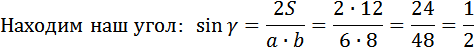 Находим наш угол: sin γ = 2S / a · b = 2 · 12 / 6 · 8 = 24 / 48 = 1 / 2